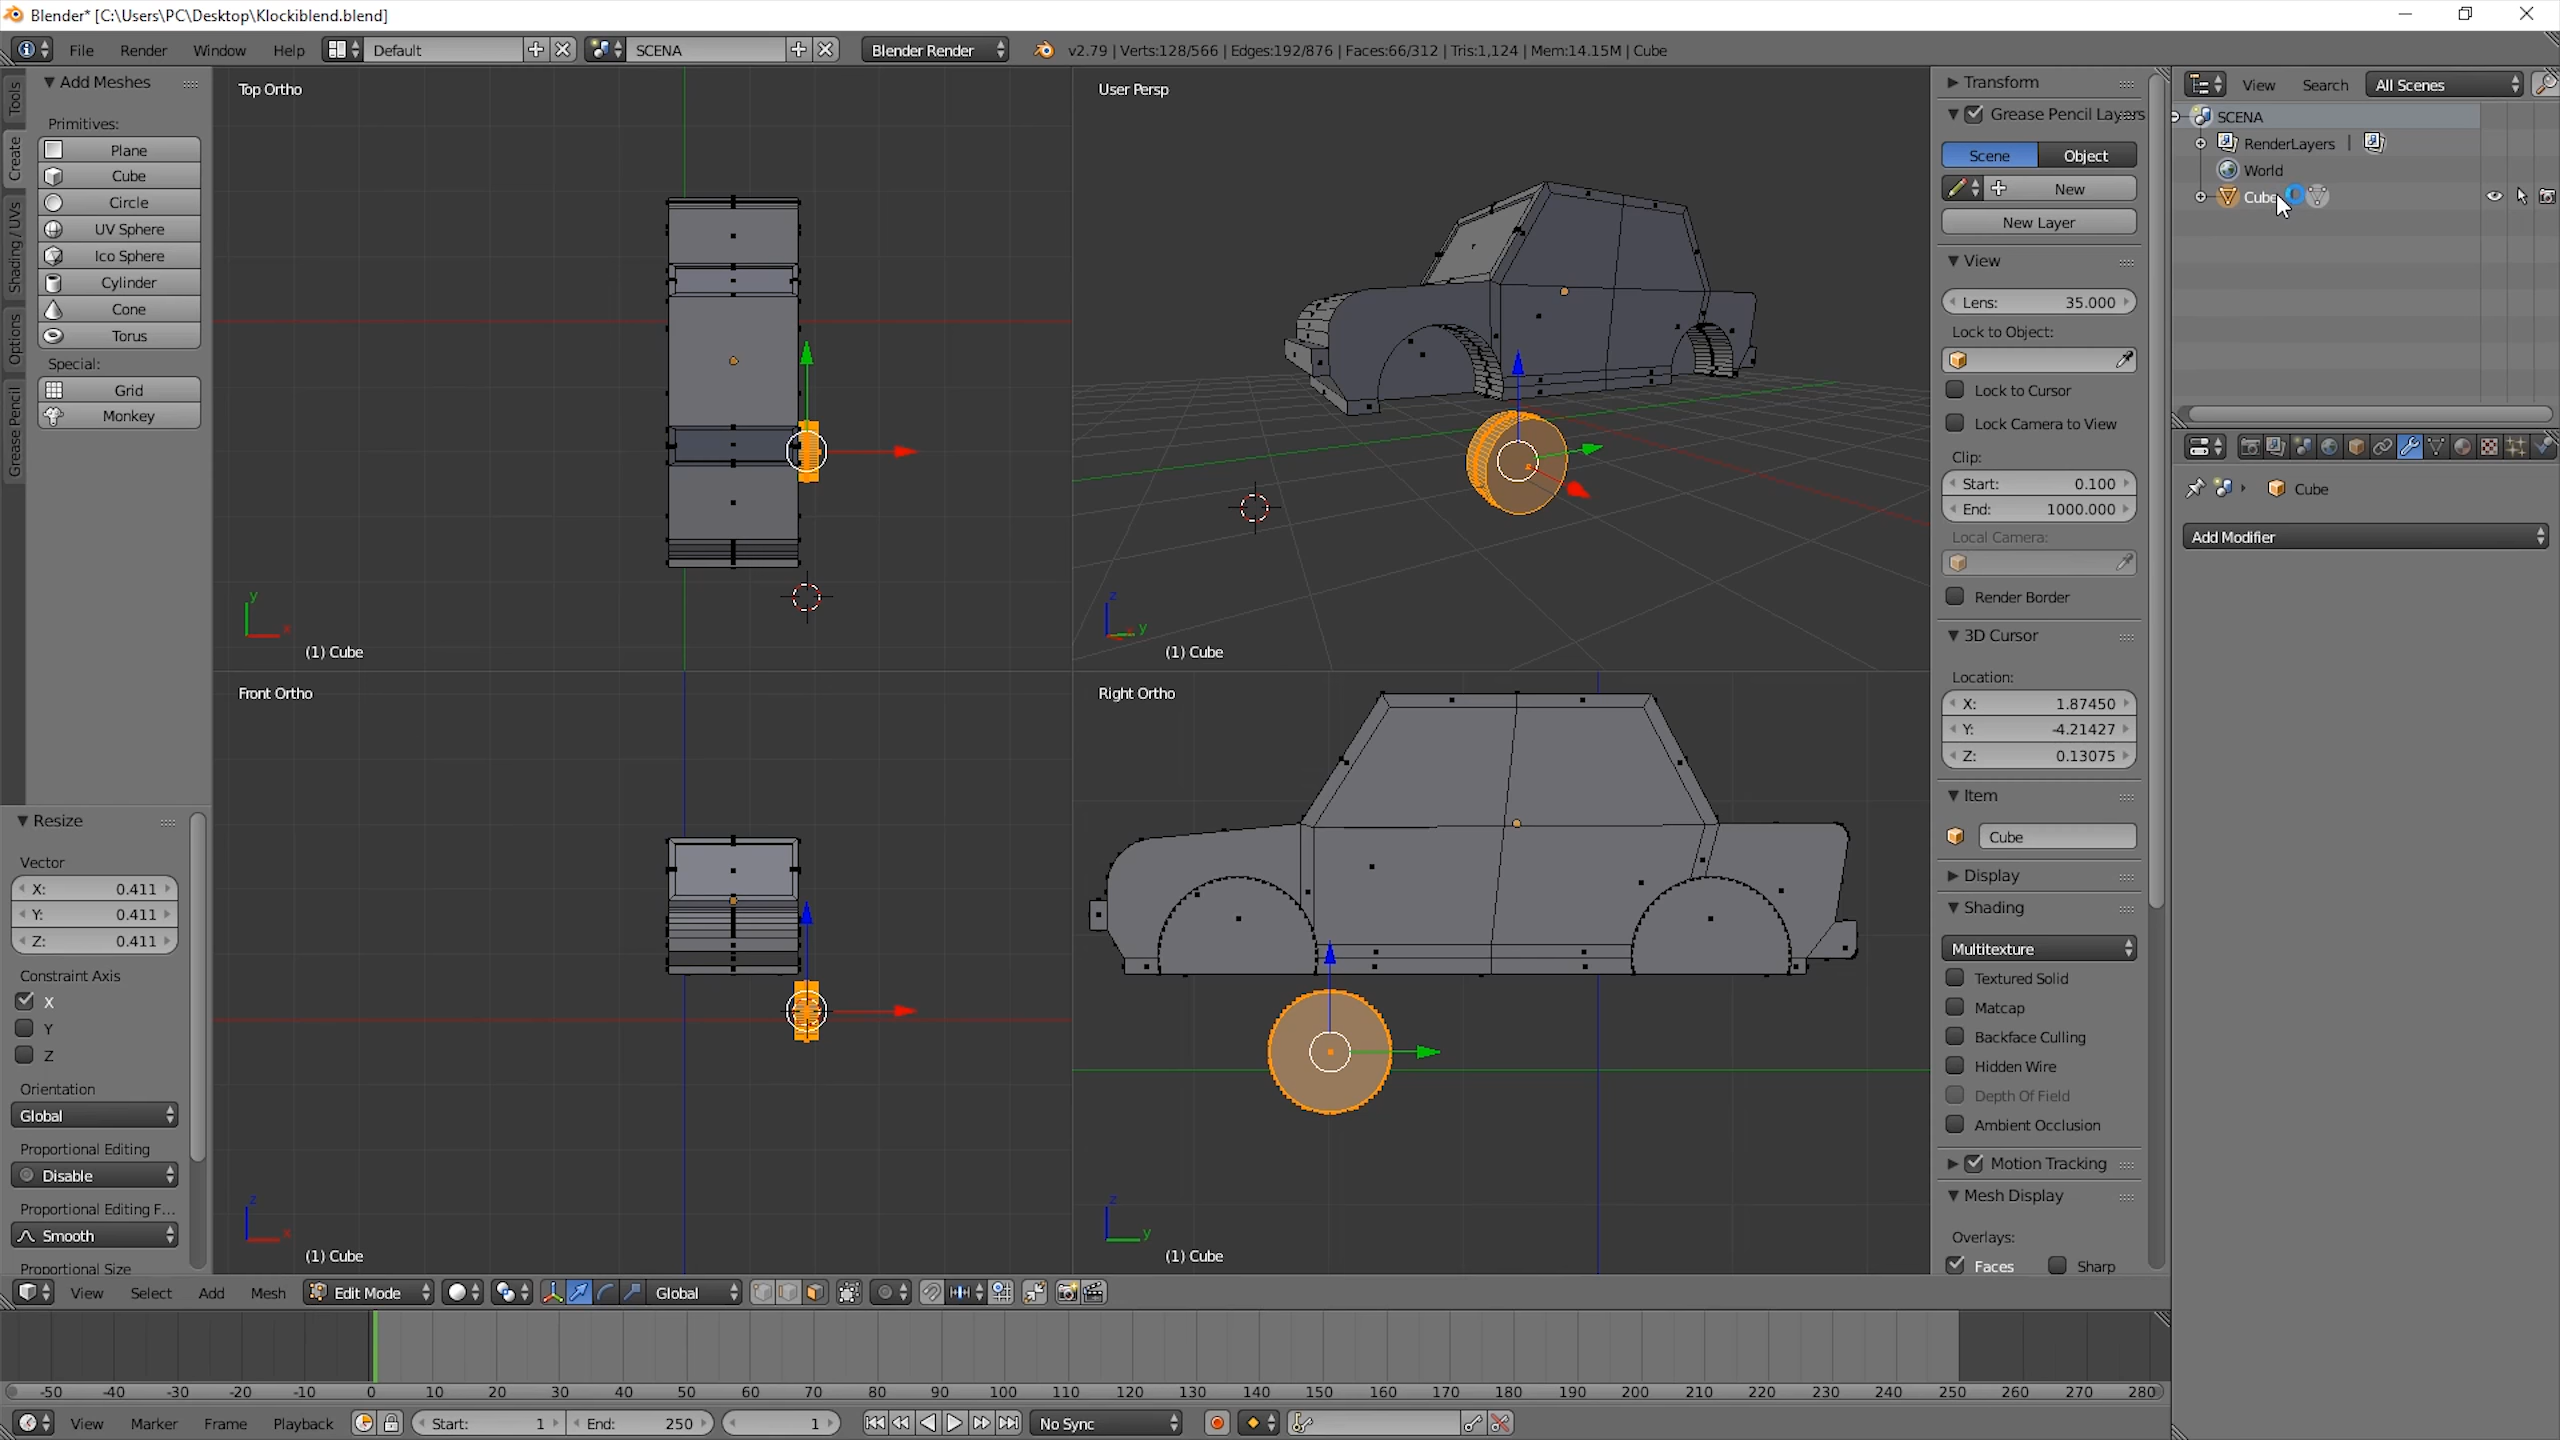 Blender* [C:\Users\PC\Desktop\Klockiblend.blend]
File Render Window Help Default SCENA Blender Render v2.79 | Verts:128/566 | Edges:192/876 | Faces:66/312 | Tris:1,124 | Mem:14.15M | Cube
Tools
Create
Shading / UVs
Options
Grease Pencil
Add Meshes
Primitives:
Plane
Cube
Circle
UV Sphere
Ico Sphere
Cylinder
Cone
Torus
Special:
Grid
Monkey
Resize
Vector
X: 0.411
Y: 0.411
Z: 0.411
Constraint Axis
X
Y
Z
Orientation
Global
Proportional Editing
Disable
Proportional Editing F...
Smooth
Proportional Size
Top Ortho
y
x
(1) Cube
User Persp
z
y
(1) Cube
Front Ortho
z
x
(1) Cube
Right Ortho
z
y
(1) Cube
Transform
Grease Pencil Layers
Scene Object
New
New Layer
View
Lens: 35.000
Lock to Object:
Lock to Cursor
Lock Camera to View
Clip:
Start: 0.100
End: 1000.000
Local Camera:
Render Border
3D Cursor
Location:
X: 1.87450
Y: -4.21427
Z: 0.13075
Item
Cube
Display
Shading
Multitexture
Textured Solid
Matcap
Backface Culling
Hidden Wire
Depth Of Field
Ambient Occlusion
Motion Tracking
Mesh Display
Overlays:
Faces Sharp
View Search All Scenes
SCENA
RenderLayers |
World
Cube
Cube
Add Modifier
View Select Add Mesh Edit Mode Global
-50 -40 -30 -20 -10 0 10 20 30 40 50 60 70 80 90 100 110 120 130 140 150 160 170 180 190 200 210 220 230 240 250 260 270 280
View Marker Frame Playback Start: 1 End: 250 1 No Sync